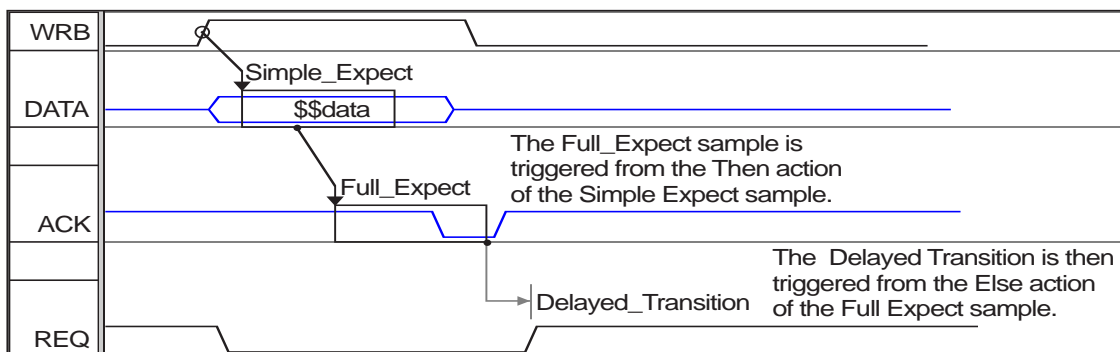 WRB
Simple_Expect
DATA
$$data
The Full_Expect sample is
triggered from the Then action
of the Simple Expect sample.
Full_Expect
ACK
The Delayed Transition is then
triggered from the Else action
of the Full Expect sample.
Delayed_Transition
REQ